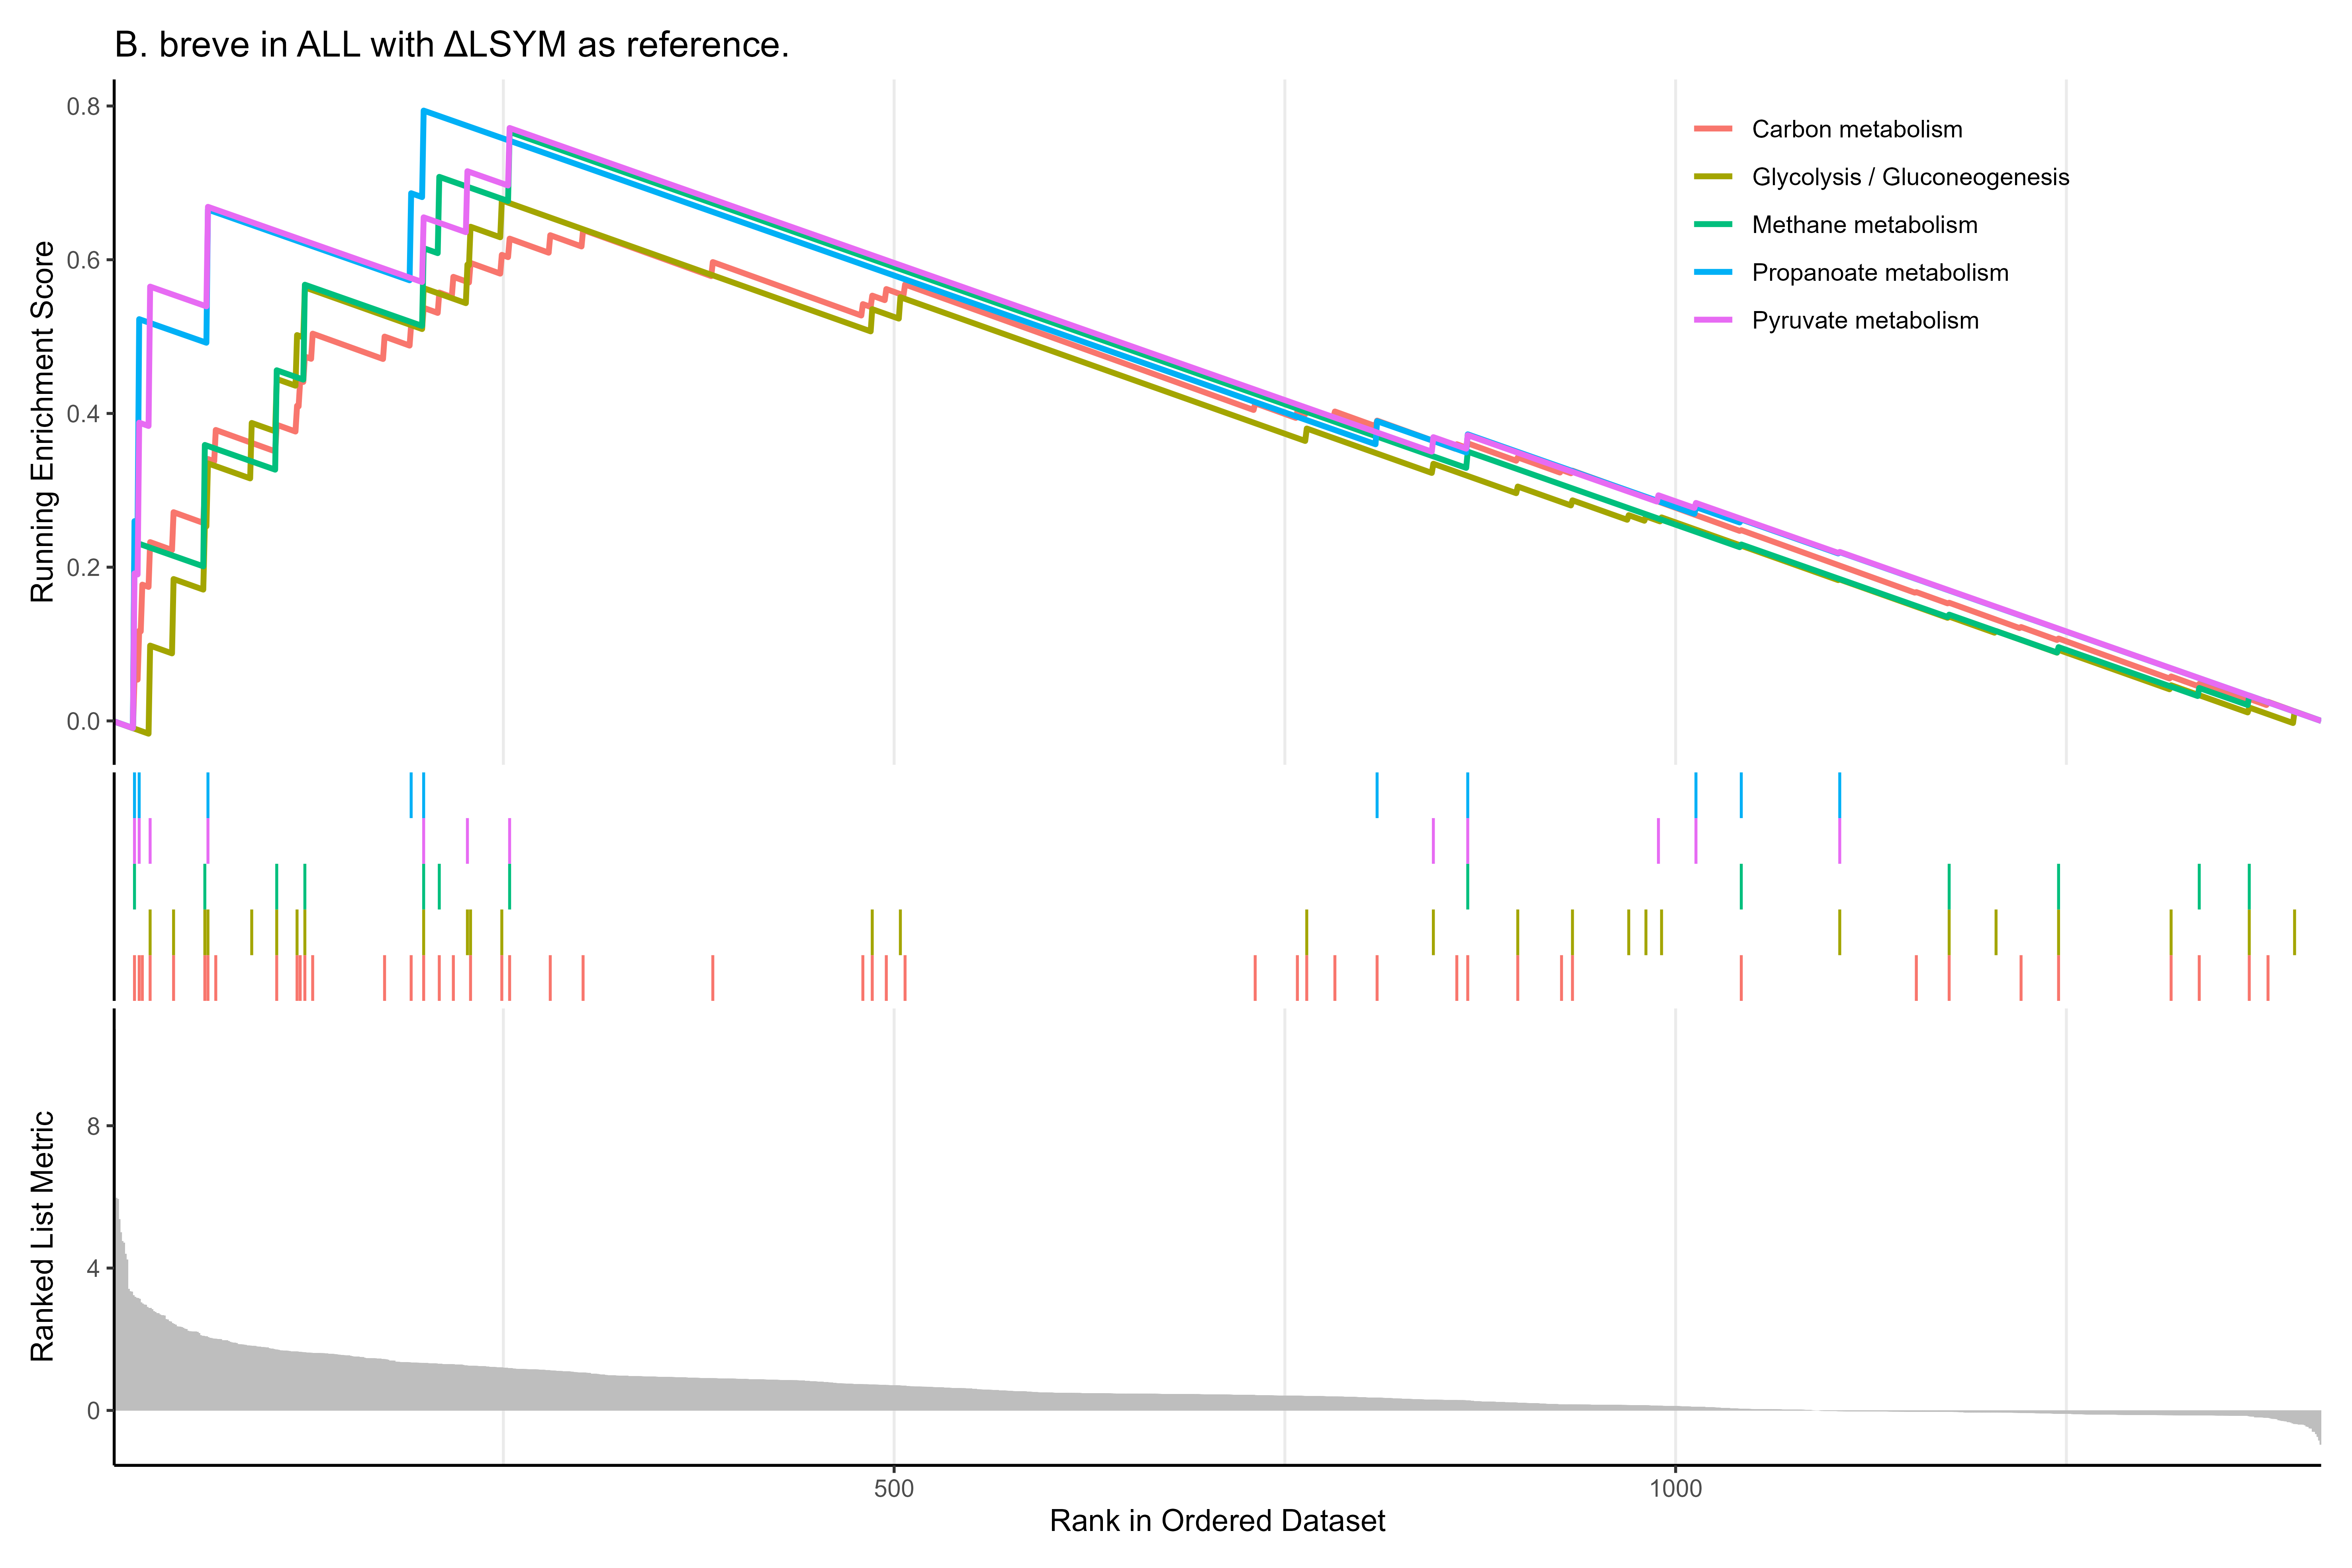 B. breve in ALL with ΔLSYM as reference.
Running Enrichment Score
0.8
0.6
0.4
0.2
0.0
Carbon metabolism
Glycolysis / Gluconeogenesis
Methane metabolism
Propanoate metabolism
Pyruvate metabolism
Ranked List Metric
8
4
0
500
1000
Rank in Ordered Dataset